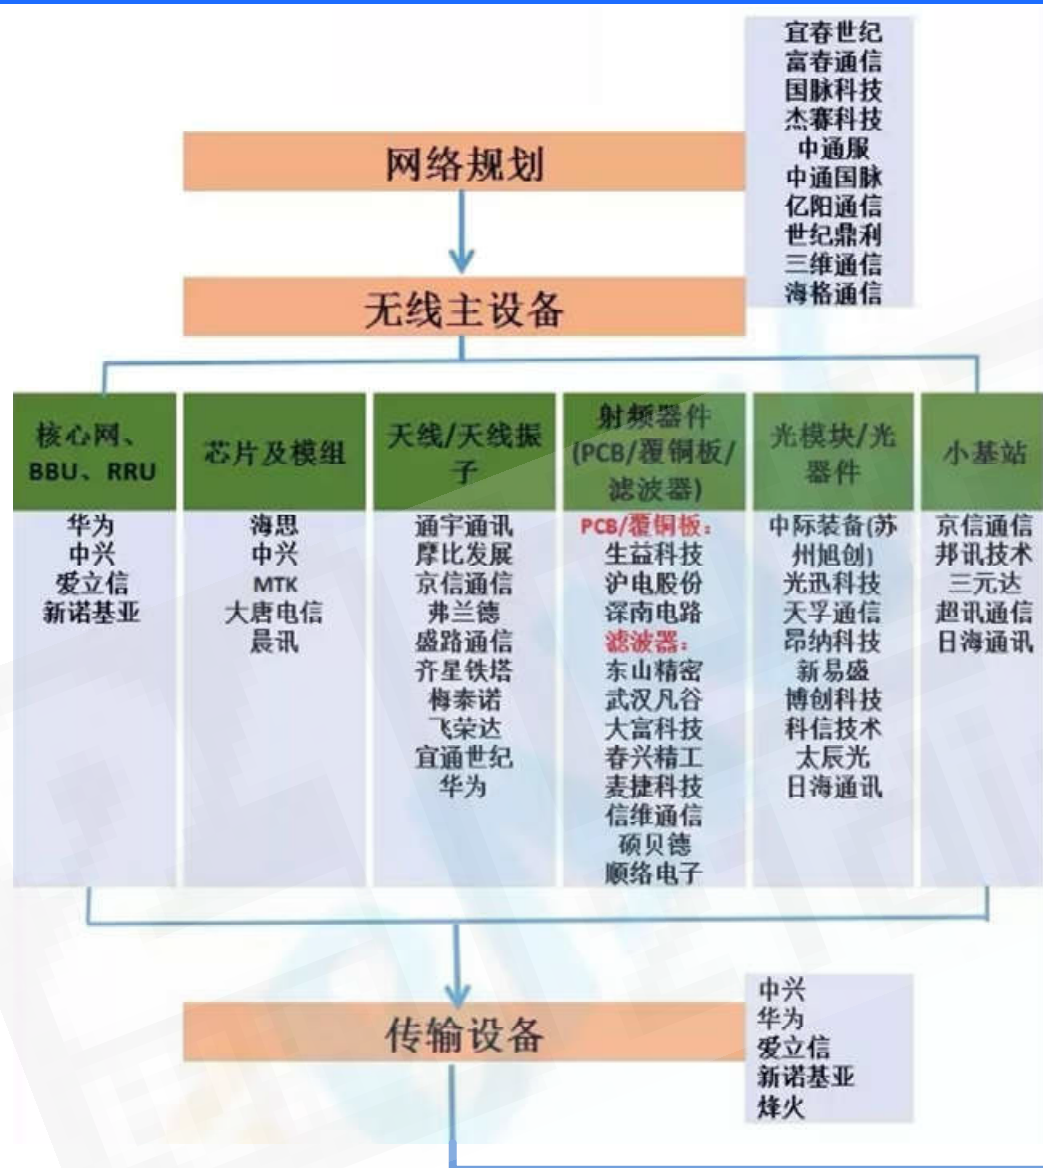 宜春世纪
富春通信
国脉科技
杰赛科技
中通服
中通国脉
亿阳通信
世纪鼎利
三维通信
海格通信
网络规划
无线主设备
核心网、
BBU、RRU
华为
中兴
爱立信
新诺基亚
芯片及模组
海思
中兴
MTK
大唐电信
晨讯
天线/天线振
子
通宇通讯
摩比发展
京信通信
弗兰德
盛路通信
齐星铁塔
梅泰诺
飞荣达
宜通世纪
华为
射频器件
(PCB/覆铜板/
滤波器)
PCB/覆铜板:
生益科技
沪电股份
深南电路
滤波器:
东山精密
武汉凡谷
大富科技
春兴精工
麦捷科技
信维通信
硕贝德
顺络电子
光模块/光
器件
中际装备(苏
州旭创)
光迅科技
天孚通信
昂纳科技
新易盛
博创科技
科信技术
太辰光
日海通讯
小基站
京信通信
邦讯技术
三元达
超讯通信
日海通讯
传输设备
中兴
华为
爱立信
新诺基亚
烽火